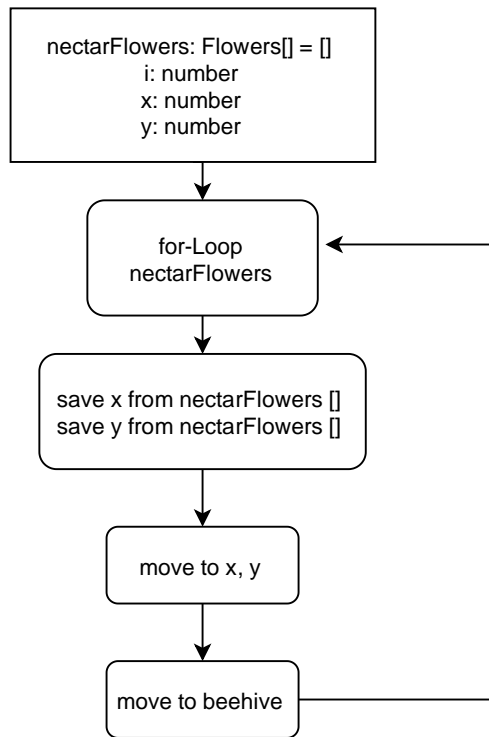 nectarFlowers: Flowers[] = []
i: number
x: number
y: number
for-Loop
nectarFlowers
save x from nectarFlowers []
save y from nectarFlowers []
move to x, y
move to beehive